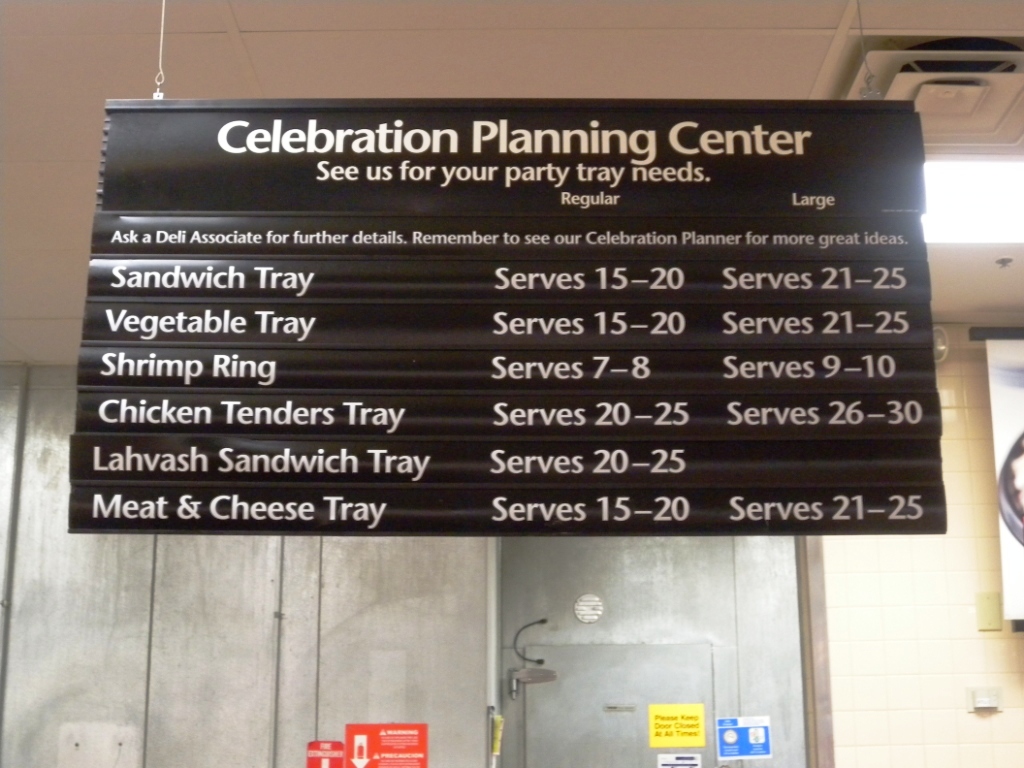 Celebration Planning Center
See us for your party tray needs.
Regular Large
Ask a Deli Associate for further details. Remember to see our Celebration Planner for more great ideas.
Sandwich Tray Serves 15–20 Serves 21–25
Vegetable Tray Serves 15–20 Serves 21–25
Shrimp Ring Serves 7–8 Serves 9–10
Chicken Tenders Tray Serves 20–25 Serves 26–30
Lahvash Sandwich Tray Serves 20–25
Meat & Cheese Tray Serves 15–20 Serves 21–25
Please Keep
Door Closed
At All Times!
FIRE
EXTINGUISHER
WARNING
PRECAUCION